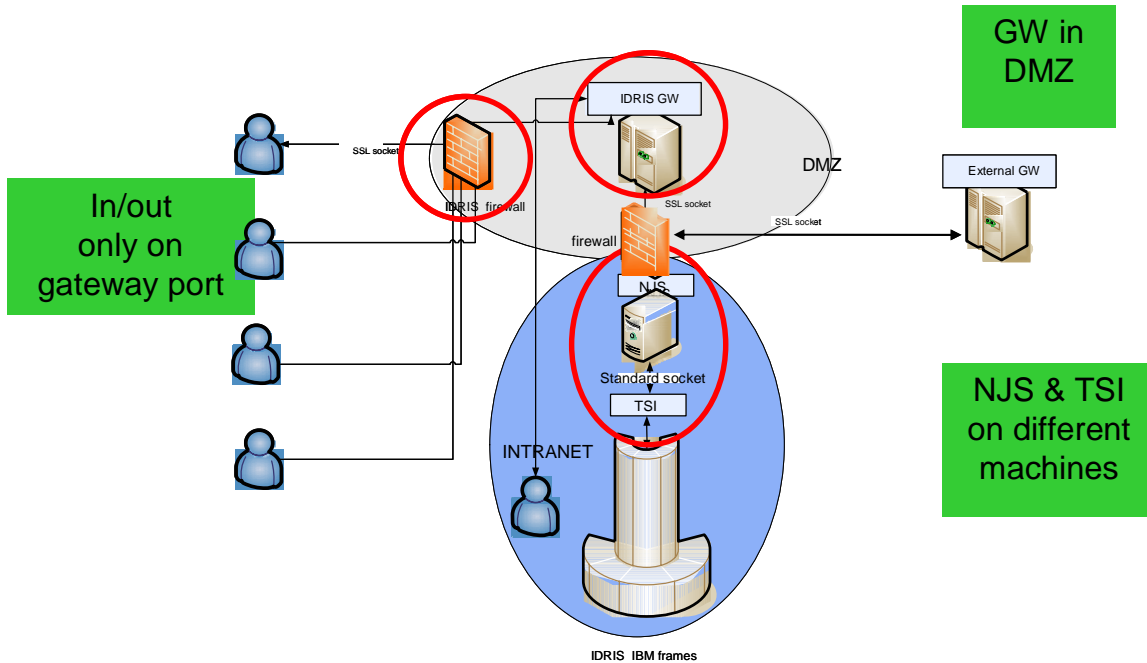 GW in
DMZ
IDRIS GW
SSL socket
DMZ
External GW
In/out
only on
gateway port
IDRIS firewall
SSL socket
SSL socket
firewall
NJS
Standard socket
TSI
NJS & TSI
on different
machines
INTRANET
IDRIS IBM frames